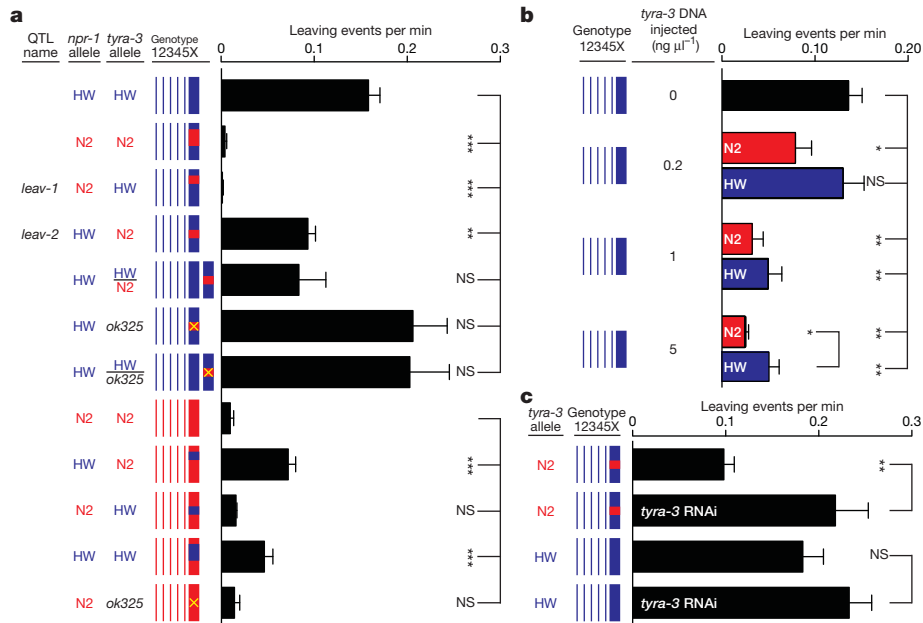 a
QTL name npr-1 allele tyra-3 allele Genotype 12345X
Leaving events per min
0 0.1 0.2 0.3
HW HW
N2 N2 ***
leav-1 N2 HW ***
leav-2 HW N2 **
HW HW/N2 NS
HW ok325 NS
HW HW/ok325 NS
N2 N2
HW N2 ***
N2 HW NS
HW HW ***
N2 ok325 NS
b
Genotype 12345X tyra-3 DNA injected (ng μl⁻¹)
Leaving events per min
0 0.10 0.20
0
0.2 N2 *
HW NS
1 N2 **
HW **
5 N2 * **
HW **
c
tyra-3 allele Genotype 12345X
Leaving events per min
0 0.1 0.2 0.3
N2 **
N2 tyra-3 RNAi
HW NS
HW tyra-3 RNAi